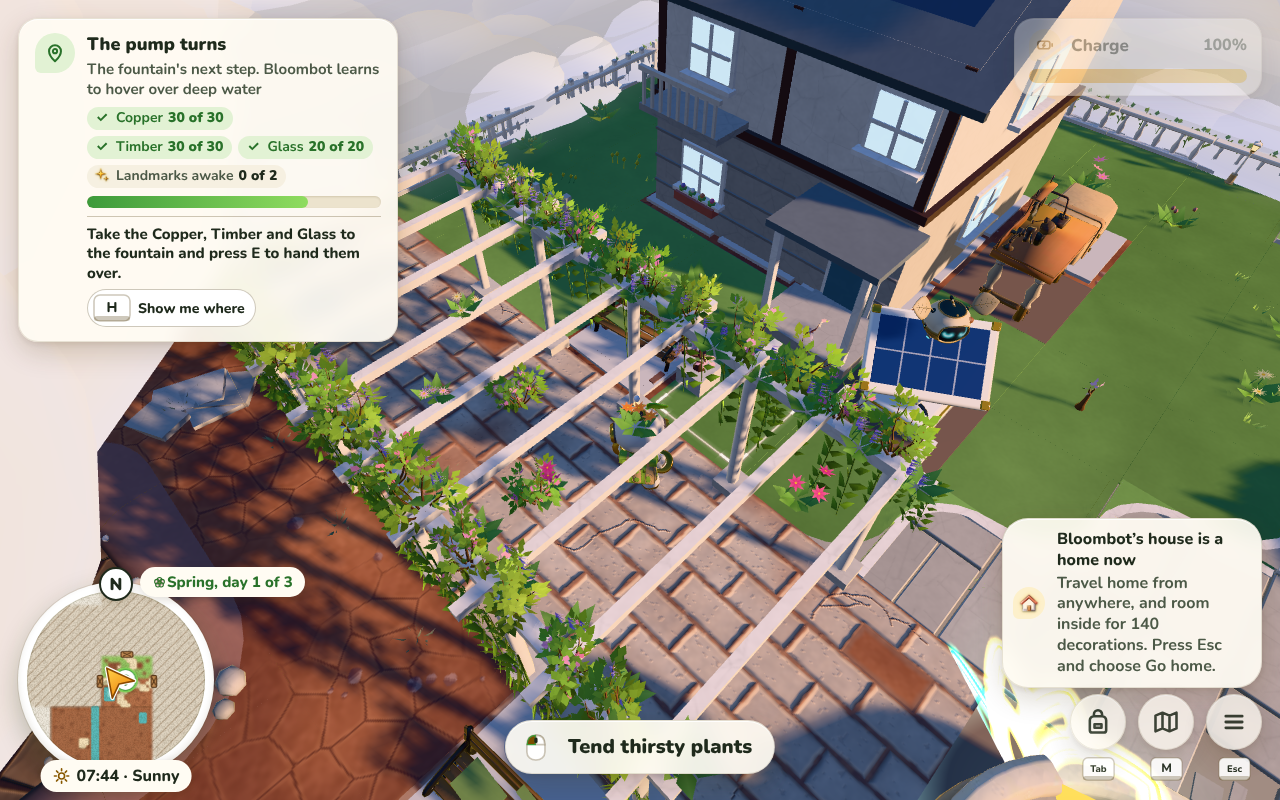 The pump turns
The fountain's next step. Bloombot learns
to hover over deep water
Copper 30 of 30
Timber 30 of 30 Glass 20 of 20
Landmarks awake 0 of 2
Take the Copper, Timber and Glass to
the fountain and press E to hand them
over.
H Show me where
Charge 100%
N
Spring, day 1 of 3
07:44 · Sunny
Tend thirsty plants
Bloombot's house is a
home now
Travel home from
anywhere, and room
inside for 140
decorations. Press Esc
and choose Go home.
Tab M Esc